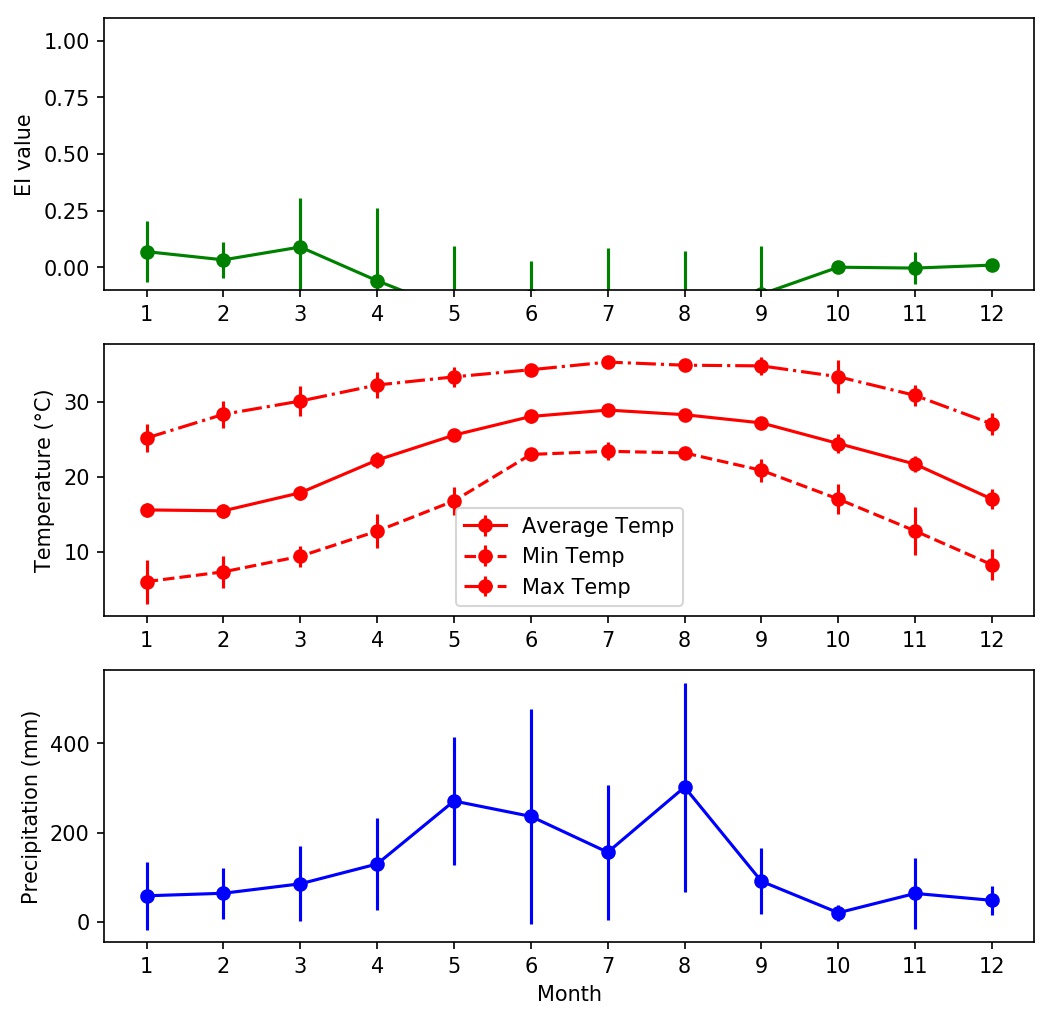 1.00
0.75
0.50
0.25
0.00
EI value
1 2 3 4 5 6 7 8 9 10 11 12
30
20
10
Temperature (°C)
Average Temp
Min Temp
Max Temp
1 2 3 4 5 6 7 8 9 10 11 12
400
200
0
Precipitation (mm)
1 2 3 4 5 6 7 8 9 10 11 12
Month